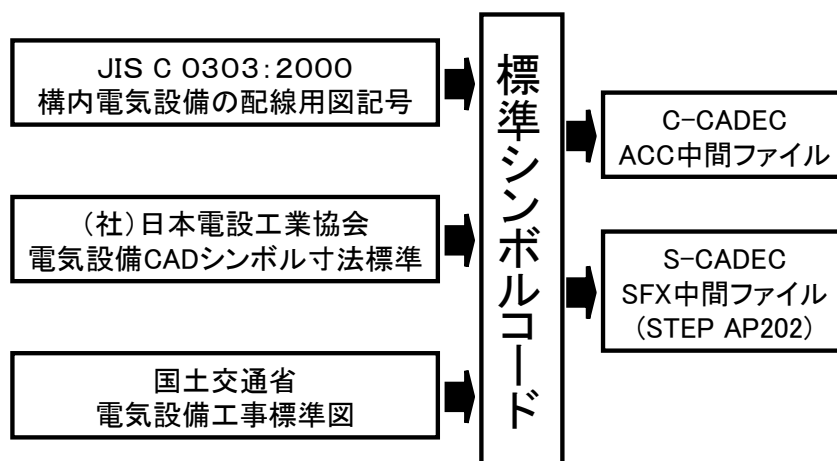 JIS C 0303:2000
構内電気設備の配線用図記号
(社)日本電設工業協会
電気設備CADシンボル寸法標準
国土交通省
電気設備工事標準図
標準シンボルコード
C-CADEC
ACC中間ファイル
S-CADEC
SFX中間ファイル
(STEP AP202)